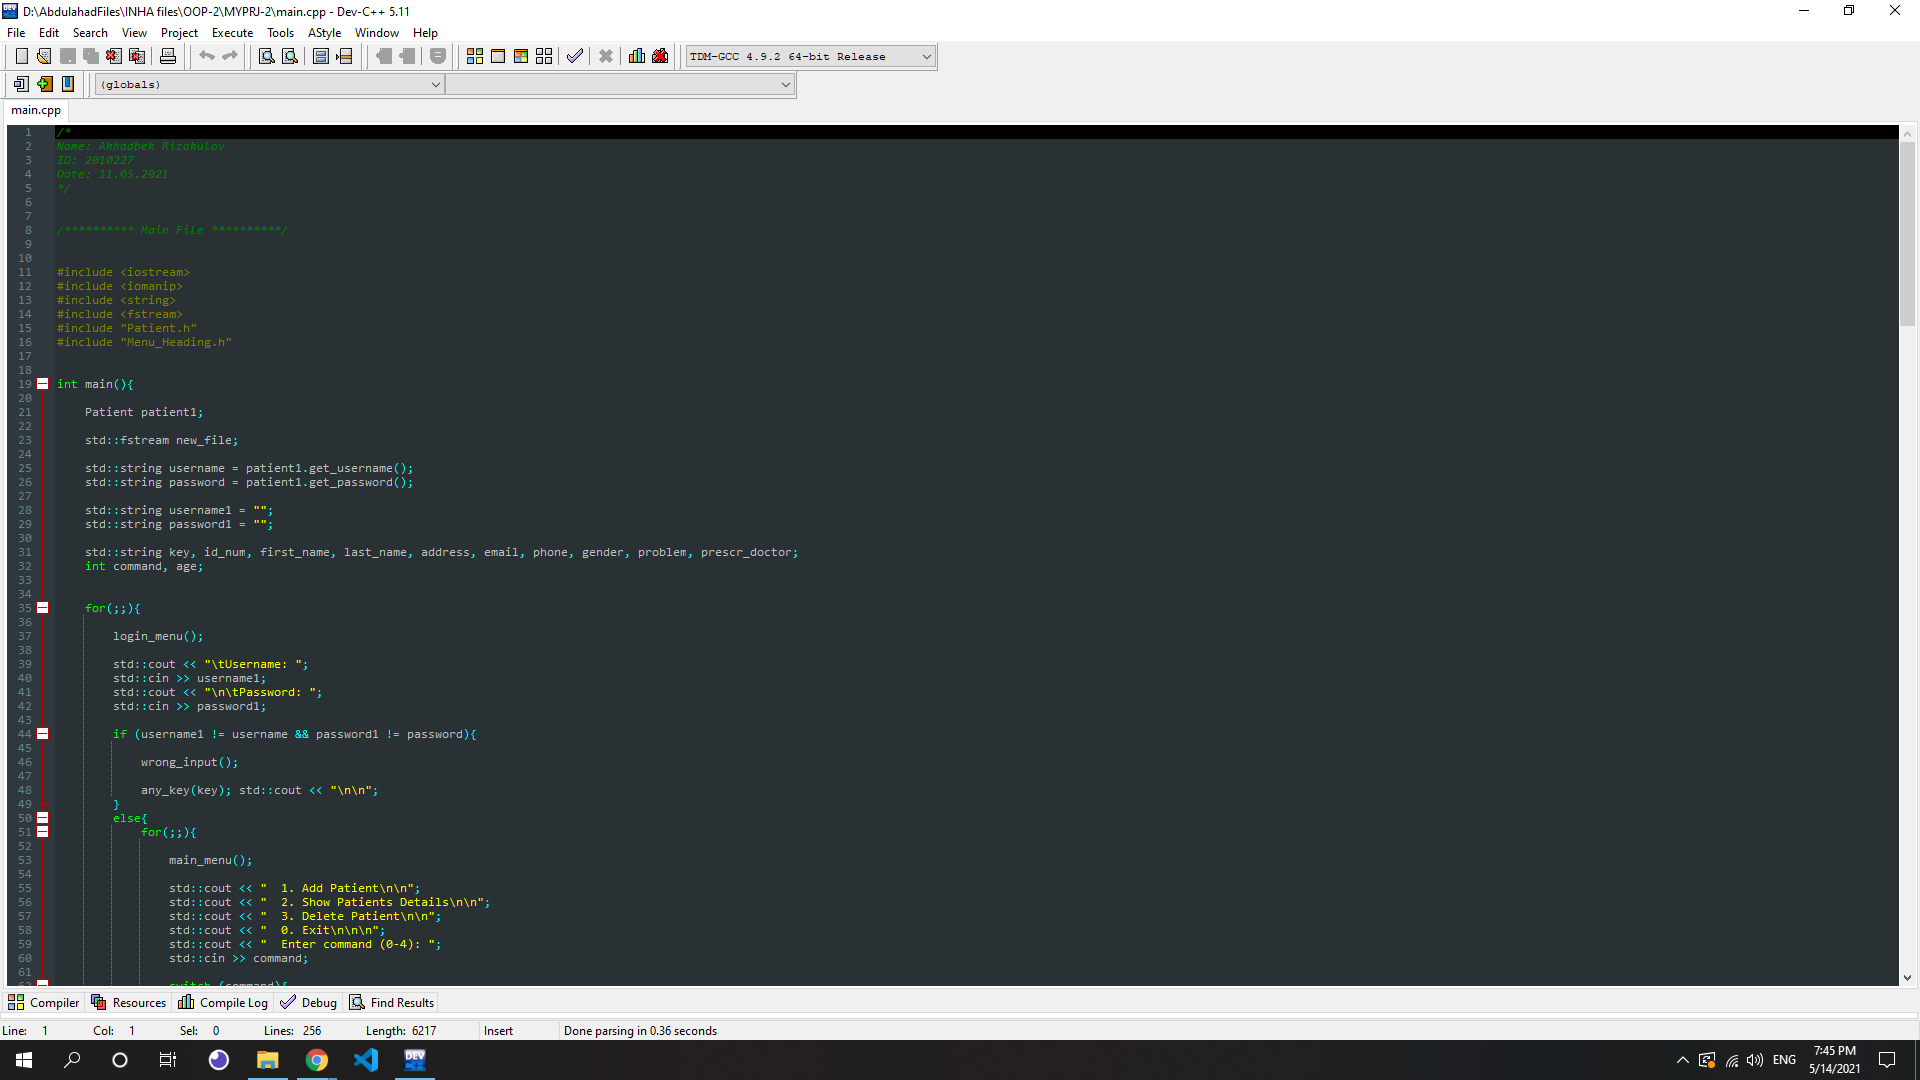 D:\AbdulahadFiles\INHA files\OOP-2\MYPRJ-2\main.cpp - Dev-C++ 5.11
File Edit Search View Project Execute Tools AStyle Window Help
TDM-GCC 4.9.2 64-bit Release
(globals)
main.cpp
1 /*
2 Name: Akhadbek Rizakulov
3 ID: 2010227
4 Date: 11.05.2021
5 */
6
7
8 /********** Main File **********/
9
10
11 #include <iostream>
12 #include <iomanip>
13 #include <string>
14 #include <fstream>
15 #include "Patient.h"
16 #include "Menu_Heading.h"
17
18
19 int main(){
20
21 Patient patient1;
22
23 std::fstream new_file;
24
25 std::string username = patient1.get_username();
26 std::string password = patient1.get_password();
27
28 std::string username1 = "";
29 std::string password1 = "";
30
31 std::string key, id_num, first_name, last_name, address, email, phone, gender, problem, prescr_doctor;
32 int command, age;
33
34
35 for(;;){
36
37 login_menu();
38
39 std::cout << "\tUsername: ";
40 std::cin >> username1;
41 std::cout << "\n\tPassword: ";
42 std::cin >> password1;
43
44 if (username1 != username && password1 != password){
45
46 wrong_input();
47
48 any_key(key); std::cout << "\n\n";
49 }
50 else{
51 for(;;){
52
53 main_menu();
54
55 std::cout << "  1. Add Patient\n\n";
56 std::cout << "  2. Show Patients Details\n\n";
57 std::cout << "  3. Delete Patient\n\n";
58 std::cout << "  0. Exit\n\n\n";
59 std::cout << "  Enter command (0-4): ";
60 std::cin >> command;
61
62 switch (command){
Compiler Resources Compile Log Debug Find Results
Line: 1 Col: 1 Sel: 0 Lines: 256 Length: 6217 Insert Done parsing in 0.36 seconds
DEV C++
ENG
7:45 PM
5/14/2021